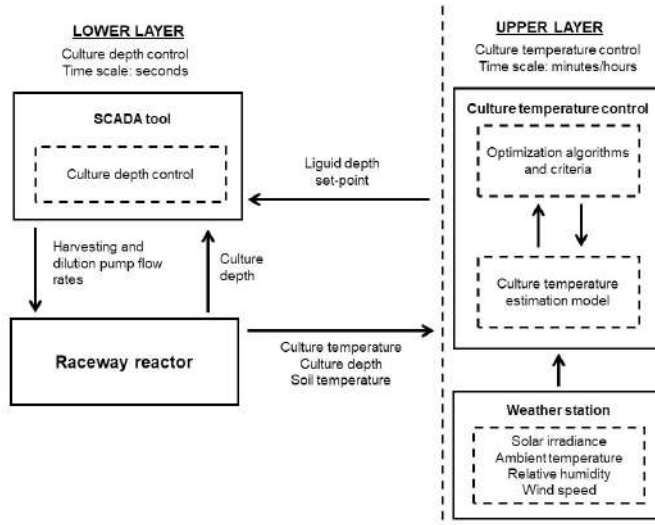 LOWER LAYER
Culture depth control
Time scale: seconds
SCADA tool
Culture depth control
Harvesting and
dilution pump flow
rates
Culture
depth
Raceway reactor
Liguid depth
set-point
Culture temperature
Culture depth
Soil temperature
UPPER LAYER
Culture temperature control
Time scale: minutes/hours
Culture temperature control
Optimization algorithms
and criteria
Culture temperature
estimation model
Weather station
Solar irradiance
Ambient temperature
Relative humidity
Wind speed